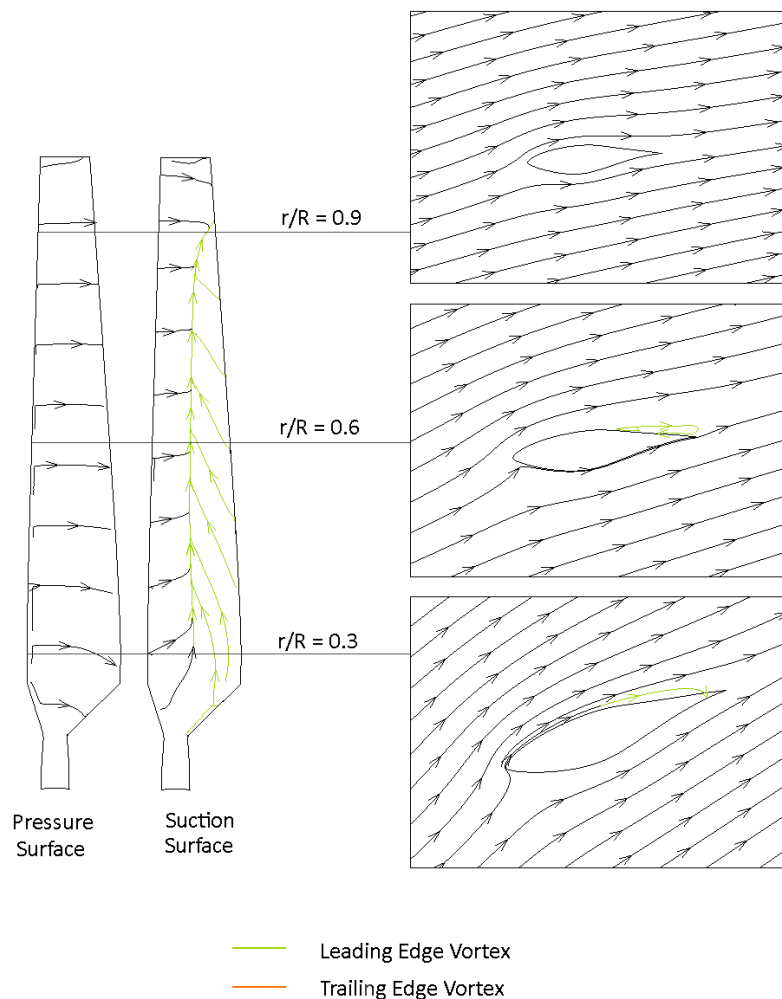 r/R = 0.9
r/R = 0.6
r/R = 0.3
Pressure
Surface
Suction
Surface
Leading Edge Vortex
Trailing Edge Vortex